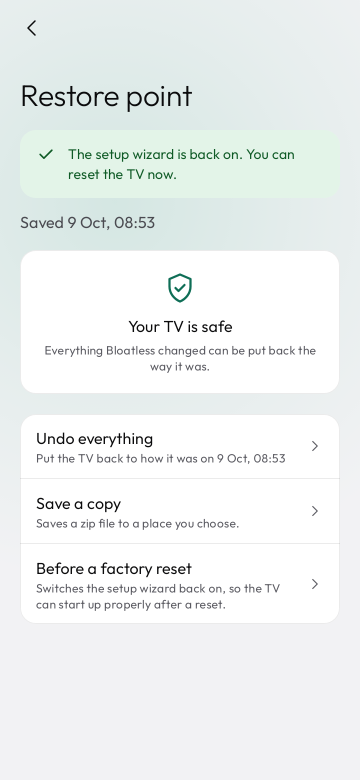 Restore point
The setup wizard is back on. You can
reset the TV now.
Saved 9 Oct, 08:53
Your TV is safe
Everything Bloatless changed can be put back the
way it was.
Undo everything
Put the TV back to how it was on 9 Oct, 08:53
Save a copy
Saves a zip file to a place you choose.
Before a factory reset
Switches the setup wizard back on, so the TV
can start up properly after a reset.